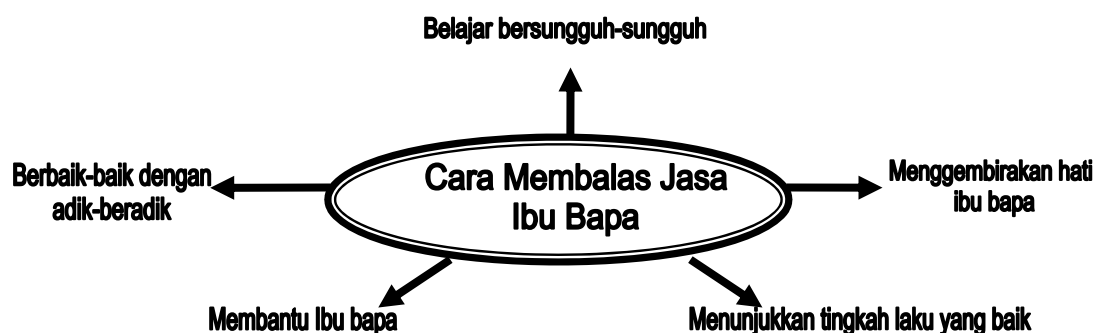 Belajar bersungguh-sungguh
Berbaik-baik dengan
adik-beradik
Cara Membalas Jasa
Ibu Bapa
Menggembirakan hati
ibu bapa
Membantu Ibu bapa
Menunjukkan tingkah laku yang baik